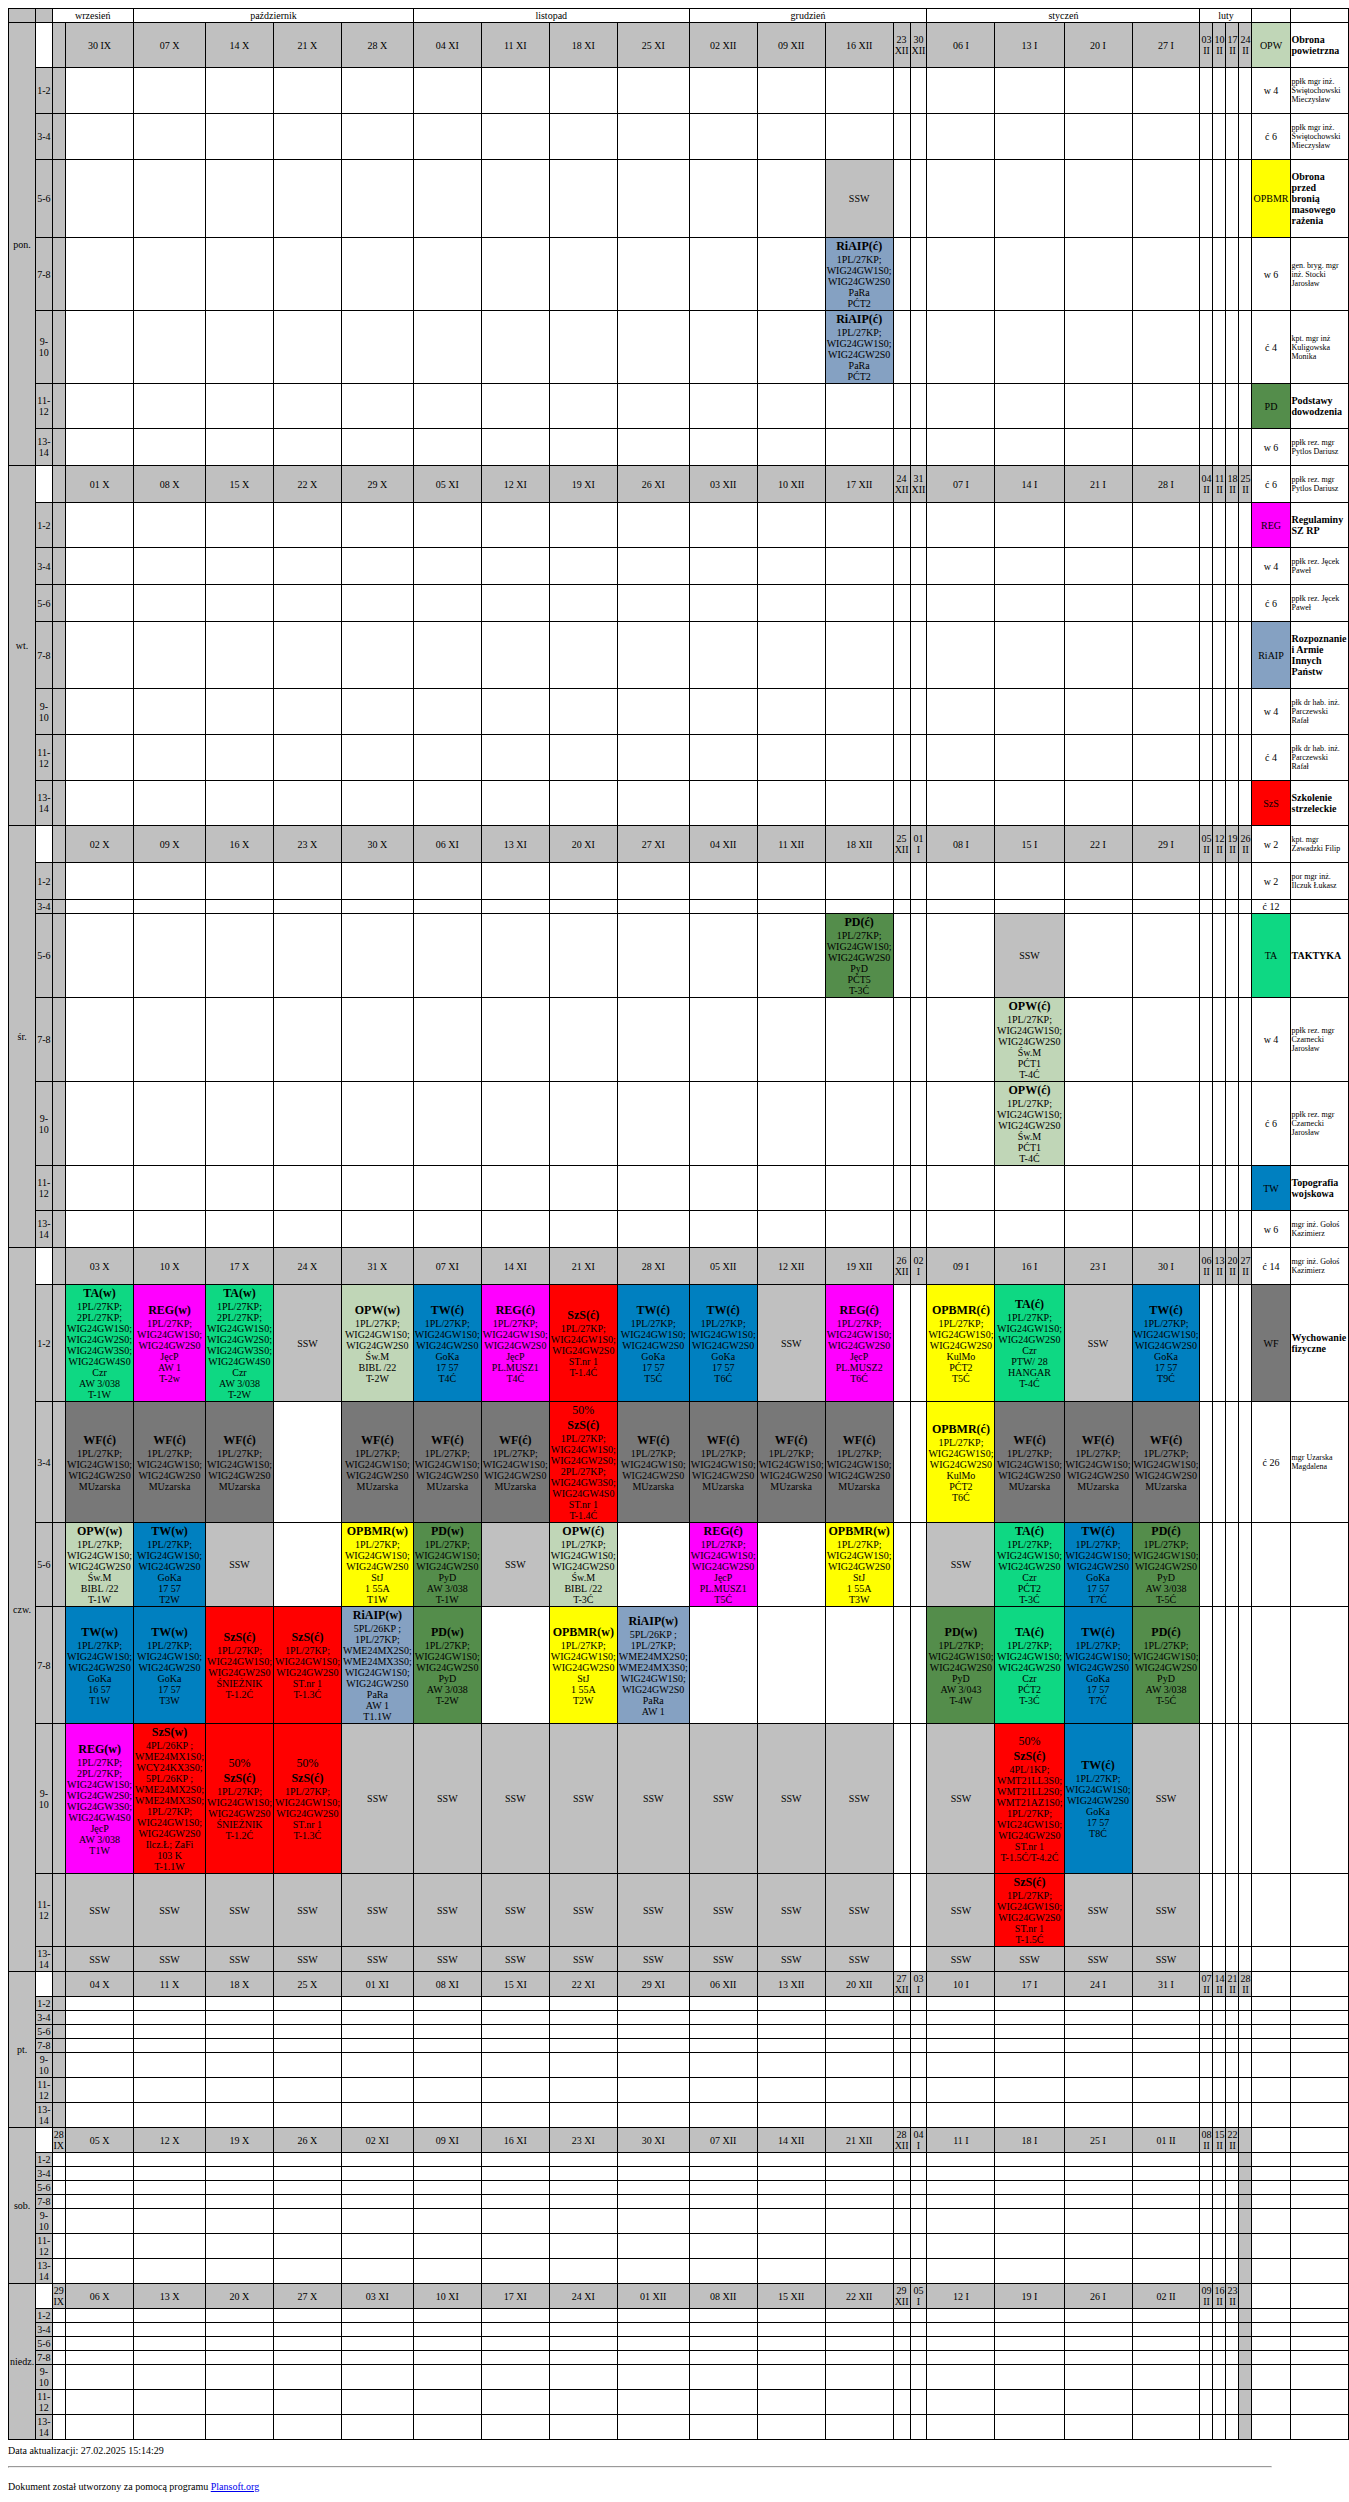 wrzesień październik listopad grudzień styczeń luty
pon. 30 IX 07 X 14 X 21 X 28 X 04 XI 11 XI 18 XI 25 XI 02 XII 09 XII 16 XII 23 XII 30 XII 06 I 13 I 20 I 27 I 03 II 10 II 17 II 24 II OPW Obrona powietrzna
1-2 w 4 ppłk mgr inż. Świętochowski Mieczysław
3-4 ć 6 ppłk mgr inż. Świętochowski Mieczysław
5-6 SSW OPBMR Obrona przed bronią masowego rażenia
7-8 RiAIP(ć) 1PL/27KP; WIG24GW1S0; WIG24GW2S0 PaRa PĆT2 w 6 gen. bryg. mgr inż. Stocki Jarosław
9-10 RiAIP(ć) 1PL/27KP; WIG24GW1S0; WIG24GW2S0 PaRa PĆT2 ć 4 kpt. mgr inż Kuligowska Monika
11-12 PD Podstawy dowodzenia
13-14 w 6 ppłk rez. mgr Pytlos Dariusz
wt. 01 X 08 X 15 X 22 X 29 X 05 XI 12 XI 19 XI 26 XI 03 XII 10 XII 17 XII 24 XII 31 XII 07 I 14 I 21 I 28 I 04 II 11 II 18 II 25 II ć 6 ppłk rez. mgr Pytlos Dariusz
1-2 REG Regulaminy SZ RP
3-4 w 4 ppłk rez. Jęcek Paweł
5-6 ć 6 ppłk rez. Jęcek Paweł
7-8 RiAIP Rozpoznanie i Armie Innych Państw
9-10 w 4 płk dr hab. inż. Parczewski Rafał
11-12 ć 4 płk dr hab. inż. Parczewski Rafał
13-14 SzS Szkolenie strzeleckie
śr. 02 X 09 X 16 X 23 X 30 X 06 XI 13 XI 20 XI 27 XI 04 XII 11 XII 18 XII 25 XII 01 I 08 I 15 I 22 I 29 I 05 II 12 II 19 II 26 II w 2 kpt. mgr Zawadzki Filip
1-2 w 2 por mgr inż. Ilczuk Łukasz
3-4 ć 12
5-6 PD(ć) 1PL/27KP; WIG24GW1S0; WIG24GW2S0 PyD PĆT5 T-3Ć SSW TA TAKTYKA
7-8 OPW(ć) 1PL/27KP; WIG24GW1S0; WIG24GW2S0 Św.M PĆT1 T-4Ć w 4 ppłk rez. mgr Czarnecki Jarosław
9-10 OPW(ć) 1PL/27KP; WIG24GW1S0; WIG24GW2S0 Św.M PĆT1 T-4Ć ć 6 ppłk rez. mgr Czarnecki Jarosław
11-12 TW Topografia wojskowa
13-14 w 6 mgr inż. Gołoś Kazimierz
czw. 03 X 10 X 17 X 24 X 31 X 07 XI 14 XI 21 XI 28 XI 05 XII 12 XII 19 XII 26 XII 02 I 09 I 16 I 23 I 30 I 06 II 13 II 20 II 27 II ć 14 mgr inż. Gołoś Kazimierz
1-2 TA(w) 1PL/27KP; 2PL/27KP; WIG24GW1S0; WIG24GW2S0; WIG24GW3S0; WIG24GW4S0 Czr AW 3/038 T-1W REG(w) 1PL/27KP; WIG24GW1S0; WIG24GW2S0 JęcP AW 1 T-2w TA(w) 1PL/27KP; 2PL/27KP; WIG24GW1S0; WIG24GW2S0; WIG24GW3S0; WIG24GW4S0 Czr AW 3/038 T-2W SSW OPW(w) 1PL/27KP; WIG24GW1S0; WIG24GW2S0 Św.M BIBL /22 T-2W TW(ć) 1PL/27KP; WIG24GW1S0; WIG24GW2S0 GoKa 17 57 T4Ć REG(ć) 1PL/27KP; WIG24GW1S0; WIG24GW2S0 JęcP PL.MUSZ1 T4Ć SzS(ć) 1PL/27KP; WIG24GW1S0; WIG24GW2S0 ST.nr 1 T-1.4Ć TW(ć) 1PL/27KP; WIG24GW1S0; WIG24GW2S0 GoKa 17 57 T5Ć TW(ć) 1PL/27KP; WIG24GW1S0; WIG24GW2S0 GoKa 17 57 T6Ć SSW REG(ć) 1PL/27KP; WIG24GW1S0; WIG24GW2S0 JęcP PL.MUSZ2 T6Ć OPBMR(ć) 1PL/27KP; WIG24GW1S0; WIG24GW2S0 KulMo PĆT2 T5Ć TA(ć) 1PL/27KP; WIG24GW1S0; WIG24GW2S0 Czr PTW/ 28 HANGAR T-4Ć SSW TW(ć) 1PL/27KP; WIG24GW1S0; WIG24GW2S0 GoKa 17 57 T9Ć WF Wychowanie fizyczne
3-4 WF(ć) 1PL/27KP; WIG24GW1S0; WIG24GW2S0 MUzarska WF(ć) 1PL/27KP; WIG24GW1S0; WIG24GW2S0 MUzarska WF(ć) 1PL/27KP; WIG24GW1S0; WIG24GW2S0 MUzarska WF(ć) 1PL/27KP; WIG24GW1S0; WIG24GW2S0 MUzarska WF(ć) 1PL/27KP; WIG24GW1S0; WIG24GW2S0 MUzarska WF(ć) 1PL/27KP; WIG24GW1S0; WIG24GW2S0 MUzarska 50% SzS(ć) 1PL/27KP; WIG24GW1S0; WIG24GW2S0; 2PL/27KP; WIG24GW3S0; WIG24GW4S0 ST.nr 1 T-1.4Ć WF(ć) 1PL/27KP; WIG24GW1S0; WIG24GW2S0 MUzarska WF(ć) 1PL/27KP; WIG24GW1S0; WIG24GW2S0 MUzarska WF(ć) 1PL/27KP; WIG24GW1S0; WIG24GW2S0 MUzarska WF(ć) 1PL/27KP; WIG24GW1S0; WIG24GW2S0 MUzarska OPBMR(ć) 1PL/27KP; WIG24GW1S0; WIG24GW2S0 KulMo PĆT2 T6Ć WF(ć) 1PL/27KP; WIG24GW1S0; WIG24GW2S0 MUzarska WF(ć) 1PL/27KP; WIG24GW1S0; WIG24GW2S0 MUzarska WF(ć) 1PL/27KP; WIG24GW1S0; WIG24GW2S0 MUzarska ć 26 mgr Uzarska Magdalena
5-6 OPW(w) 1PL/27KP; WIG24GW1S0; WIG24GW2S0 Św.M BIBL /22 T-1W TW(w) 1PL/27KP; WIG24GW1S0; WIG24GW2S0 GoKa 17 57 T2W SSW OPBMR(w) 1PL/27KP; WIG24GW1S0; WIG24GW2S0 StJ 1 55A T1W PD(w) 1PL/27KP; WIG24GW1S0; WIG24GW2S0 PyD AW 3/038 T-1W SSW OPW(ć) 1PL/27KP; WIG24GW1S0; WIG24GW2S0 Św.M BIBL /22 T-3Ć REG(ć) 1PL/27KP; WIG24GW1S0; WIG24GW2S0 JęcP PL.MUSZ1 T5Ć OPBMR(w) 1PL/27KP; WIG24GW1S0; WIG24GW2S0 StJ 1 55A T3W SSW TA(ć) 1PL/27KP; WIG24GW1S0; WIG24GW2S0 Czr PĆT2 T-3Ć TW(ć) 1PL/27KP; WIG24GW1S0; WIG24GW2S0 GoKa 17 57 T7Ć PD(ć) 1PL/27KP; WIG24GW1S0; WIG24GW2S0 PyD AW 3/038 T-5Ć
7-8 TW(w) 1PL/27KP; WIG24GW1S0; WIG24GW2S0 GoKa 16 57 T1W TW(w) 1PL/27KP; WIG24GW1S0; WIG24GW2S0 GoKa 17 57 T3W SzS(ć) 1PL/27KP; WIG24GW1S0; WIG24GW2S0 ŚNIEŻNIK T-1.2Ć SzS(ć) 1PL/27KP; WIG24GW1S0; WIG24GW2S0 ST.nr 1 T-1.3Ć RiAIP(w) 5PL/26KP ; 1PL/27KP; WME24MX2S0; WME24MX3S0; WIG24GW1S0; WIG24GW2S0 PaRa AW 1 T1.1W PD(w) 1PL/27KP; WIG24GW1S0; WIG24GW2S0 PyD AW 3/038 T-2W OPBMR(w) 1PL/27KP; WIG24GW1S0; WIG24GW2S0 StJ 1 55A T2W RiAIP(w) 5PL/26KP ; 1PL/27KP; WME24MX2S0; WME24MX3S0; WIG24GW1S0; WIG24GW2S0 PaRa AW 1 PD(w) 1PL/27KP; WIG24GW1S0; WIG24GW2S0 PyD AW 3/043 T-4W TA(ć) 1PL/27KP; WIG24GW1S0; WIG24GW2S0 Czr PĆT2 T-3Ć TW(ć) 1PL/27KP; WIG24GW1S0; WIG24GW2S0 GoKa 17 57 T7Ć PD(ć) 1PL/27KP; WIG24GW1S0; WIG24GW2S0 PyD AW 3/038 T-5Ć
9-10 REG(w) 1PL/27KP; 2PL/27KP; WIG24GW1S0; WIG24GW2S0; WIG24GW3S0; WIG24GW4S0 JęcP AW 3/038 T1W SzS(w) 4PL/26KP ; WME24MX1S0; WCY24KX3S0; 5PL/26KP ; WME24MX2S0; WME24MX3S0; 1PL/27KP; WIG24GW1S0; WIG24GW2S0 Ilcz.Ł; ZaFi 103 K T-1.1W 50% SzS(ć) 1PL/27KP; WIG24GW1S0; WIG24GW2S0 ŚNIEŻNIK T-1.2Ć 50% SzS(ć) 1PL/27KP; WIG24GW1S0; WIG24GW2S0 ST.nr 1 T-1.3Ć SSW SSW SSW SSW SSW SSW SSW SSW SSW 50% SzS(ć) 4PL/1KP; WMT21LL3S0; WMT21LL2S0; WMT21AZ1S0; 1PL/27KP; WIG24GW1S0; WIG24GW2S0 ST.nr 1 T-1.5Ć/T-4.2Ć TW(ć) 1PL/27KP; WIG24GW1S0; WIG24GW2S0 GoKa 17 57 T8Ć SSW
11-12 SSW SSW SSW SSW SSW SSW SSW SSW SSW SSW SSW SSW SSW SzS(ć) 1PL/27KP; WIG24GW1S0; WIG24GW2S0 ST.nr 1 T-1.5Ć SSW SSW
13-14 SSW SSW SSW SSW SSW SSW SSW SSW SSW SSW SSW SSW SSW SSW SSW SSW
pt. 04 X 11 X 18 X 25 X 01 XI 08 XI 15 XI 22 XI 29 XI 06 XII 13 XII 20 XII 27 XII 03 I 10 I 17 I 24 I 31 I 07 II 14 II 21 II 28 II
1-2
3-4
5-6
7-8
9-10
11-12
13-14
sob. 28 IX 05 X 12 X 19 X 26 X 02 XI 09 XI 16 XI 23 XI 30 XI 07 XII 14 XII 21 XII 28 XII 04 I 11 I 18 I 25 I 01 II 08 II 15 II 22 II
1-2
3-4
5-6
7-8
9-10
11-12
13-14
niedz. 29 IX 06 X 13 X 20 X 27 X 03 XI 10 XI 17 XI 24 XI 01 XII 08 XII 15 XII 22 XII 29 XII 05 I 12 I 19 I 26 I 02 II 09 II 16 II 23 II
1-2
3-4
5-6
7-8
9-10
11-12
13-14
Data aktualizacji: 27.02.2025 15:14:29
Dokument został utworzony za pomocą programu Plansoft.org